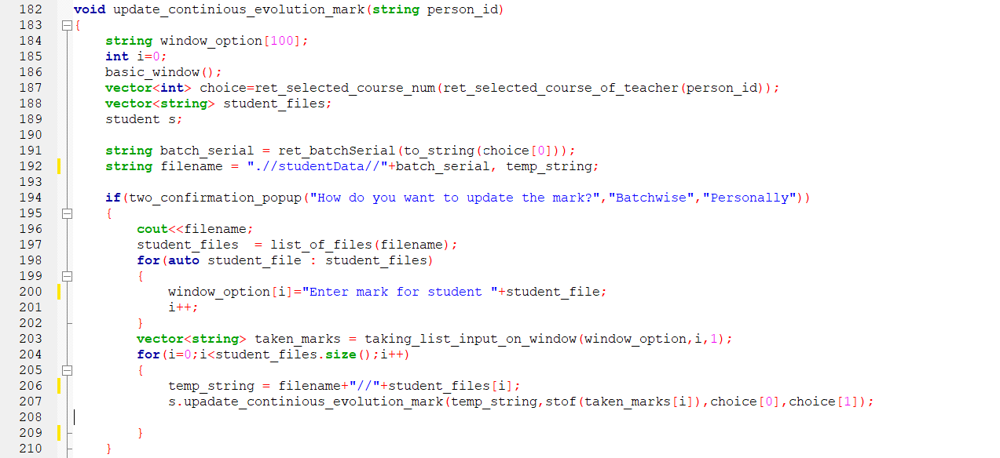 182 void update_continious_evolution_mark(string person_id)
183 {
184 string window_option[100];
185 int i=0;
186 basic_window();
187 vector<int> choice=ret_selected_course_num(ret_selected_course_of_teacher(person_id));
188 vector<string> student_files;
189 student s;
190
191 string batch_serial = ret_batchSerial(to_string(choice[0]));
192 string filename = ".//studentData//"+batch_serial, temp_string;
193
194 if(two_confirmation_popup("How do you want to update the mark?","Batchwise","Personally"))
195 {
196 cout<<filename;
197 student_files  = list_of_files(filename);
198 for(auto student_file : student_files)
199 {
200 window_option[i]="Enter mark for student "+student_file;
201 i++;
202 }
203 vector<string> taken_marks = taking_list_input_on_window(window_option,i,1);
204 for(i=0;i<student_files.size();i++)
205 {
206 temp_string = filename+"//"+student_files[i];
207 s.upadate_continious_evolution_mark(temp_string,stof(taken_marks[i]),choice[0],choice[1]);
208
209 }
210 }